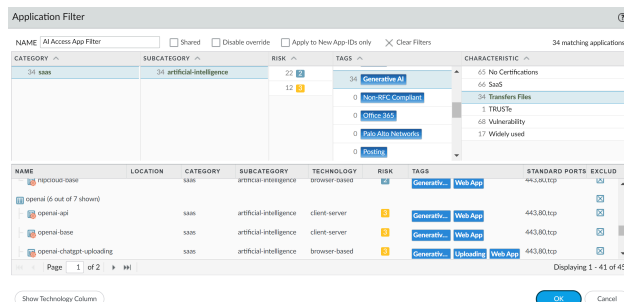 Application Filter
NAME AI Access App Filter Shared Disable override Apply to New App-IDs only Clear Filters 34 matching applications
CATEGORY SUBCATEGORY RISK TAGS CHARACTERISTIC
34 saas 34 artificial-intelligence 22 2 34 Generative AI 65 No Certifications
12 3 66 SaaS
0 Non-RFC Compliant 34 Transfers Files
0 Office 365 1 TRUSTe
68 Vulnerability
0 Palo Alto Networks 17 Widely used
0 Posting
NAME LOCATION CATEGORY SUBCATEGORY TECHNOLOGY RISK TAGS STANDARD PORTS EXCLUD
nlpcloud-base saas artificial-intelligence browser-based 2 Generativ... Web App 443,80,tcp
openai (6 out of 7 shown)
openai-api saas artificial-intelligence client-server 3 Generativ... Web App 443,80,tcp
openai-base saas artificial-intelligence client-server 3 Generativ... Web App 443,80,tcp
openai-chatgpt-uploading saas artificial-intelligence browser-based 3 Generativ... Uploading Web App 443,80,tcp
Page 1 of 2 Displaying 1 - 41 of 45
Show Technology Column OK Cancel